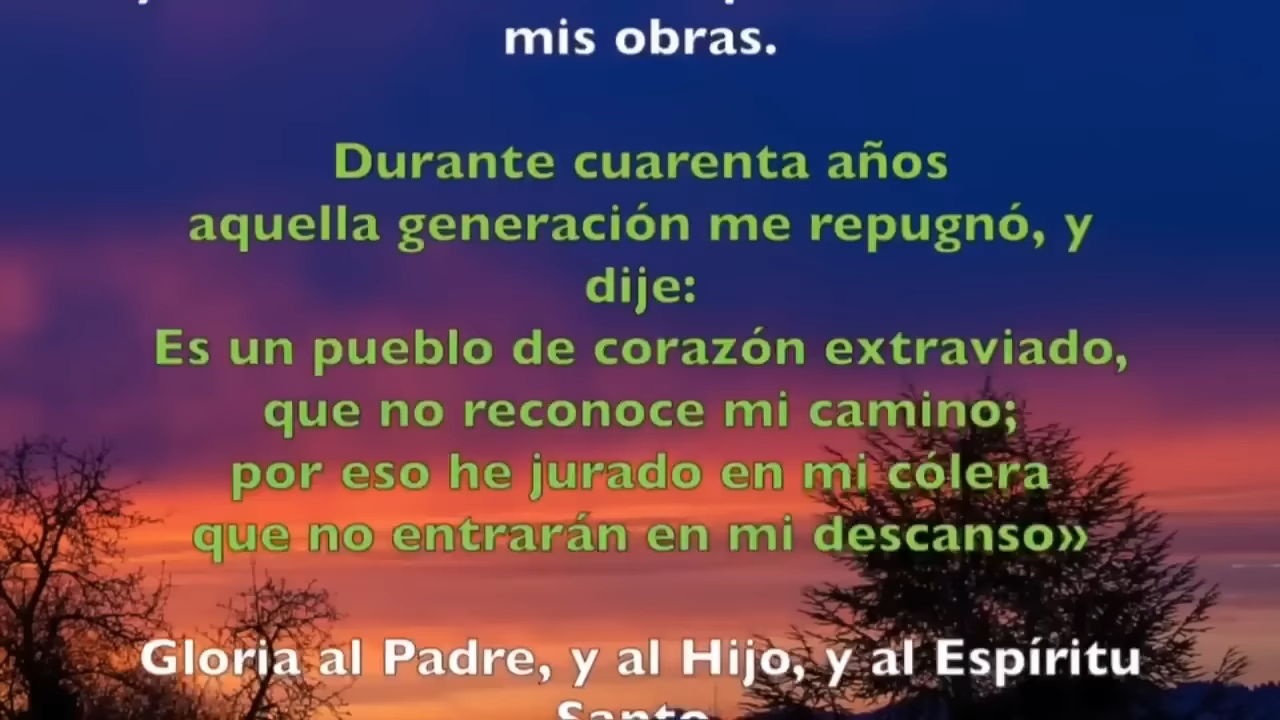 mis obras.
Durante cuarenta años
aquella generación me repugnó, y
dije:
Es un pueblo de corazón extraviado,
que no reconoce mi camino;
por eso he jurado en mi cólera
que no entrarán en mi descanso»
Gloria al Padre, y al Hijo, y al Espíritu
Santo.